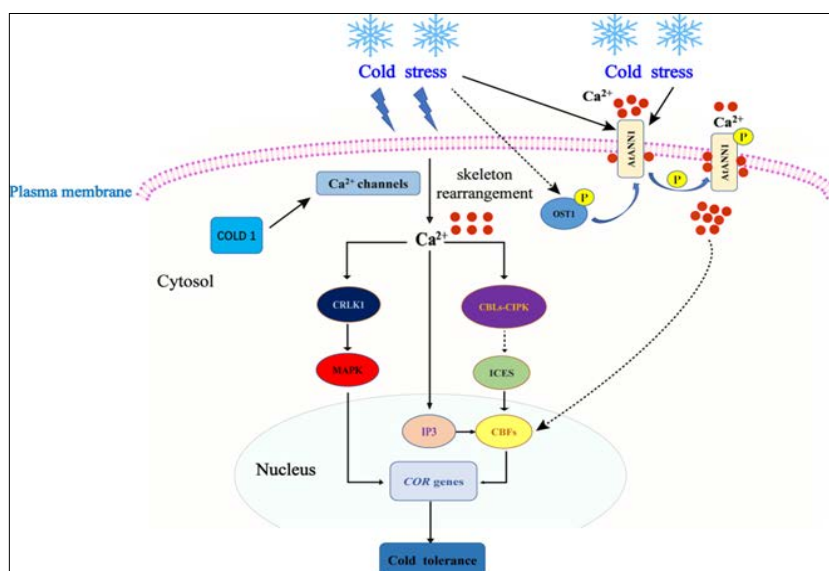 Cold stress
Cold stress
Ca²⁺
Ca²⁺
P
AtANN1
AtANN1
P
Plasma membrane
Ca²⁺ channels
skeleton
rearrangement
P
OST1
COLD 1
Ca²⁺
Cytosol
CRLK1
CBLs-CIPK
MAPK
ICES
IP3
CBFs
Nucleus
COR genes
Cold tolerance